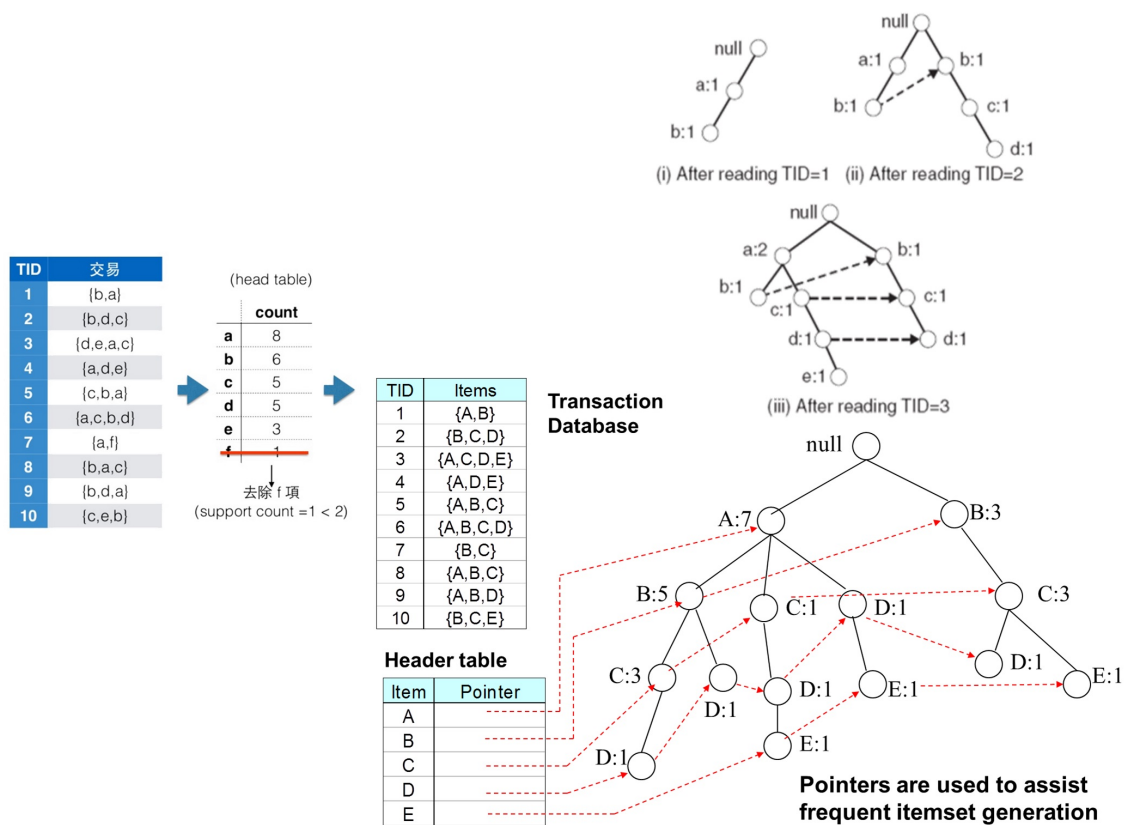 null
a:1
b:1
(i) After reading TID=1
null
a:1
b:1
b:1
c:1
d:1
(ii) After reading TID=2
null
a:2
b:1
b:1
c:1
c:1
d:1
d:1
e:1
(iii) After reading TID=3
TID 交易
1 {b,a}
2 {b,d,c}
3 {d,e,a,c}
4 {a,d,e}
5 {c,b,a}
6 {a,c,b,d}
7 {a,f}
8 {b,a,c}
9 {b,d,a}
10 {c,e,b}
(head table)
count
a 8
b 6
c 5
d 5
e 3
f 1
去除 f 項
(support count =1 < 2)
TID Items
1 {A,B}
2 {B,C,D}
3 {A,C,D,E}
4 {A,D,E}
5 {A,B,C}
6 {A,B,C,D}
7 {B,C}
8 {A,B,C}
9 {A,B,D}
10 {B,C,E}
Transaction
Database
Header table
Item Pointer
A
B
C
D
E
null
A:7
B:3
B:5
C:1
D:1
C:3
C:3
D:1
D:1
E:1
D:1
E:1
D:1
E:1
Pointers are used to assist
frequent itemset generation